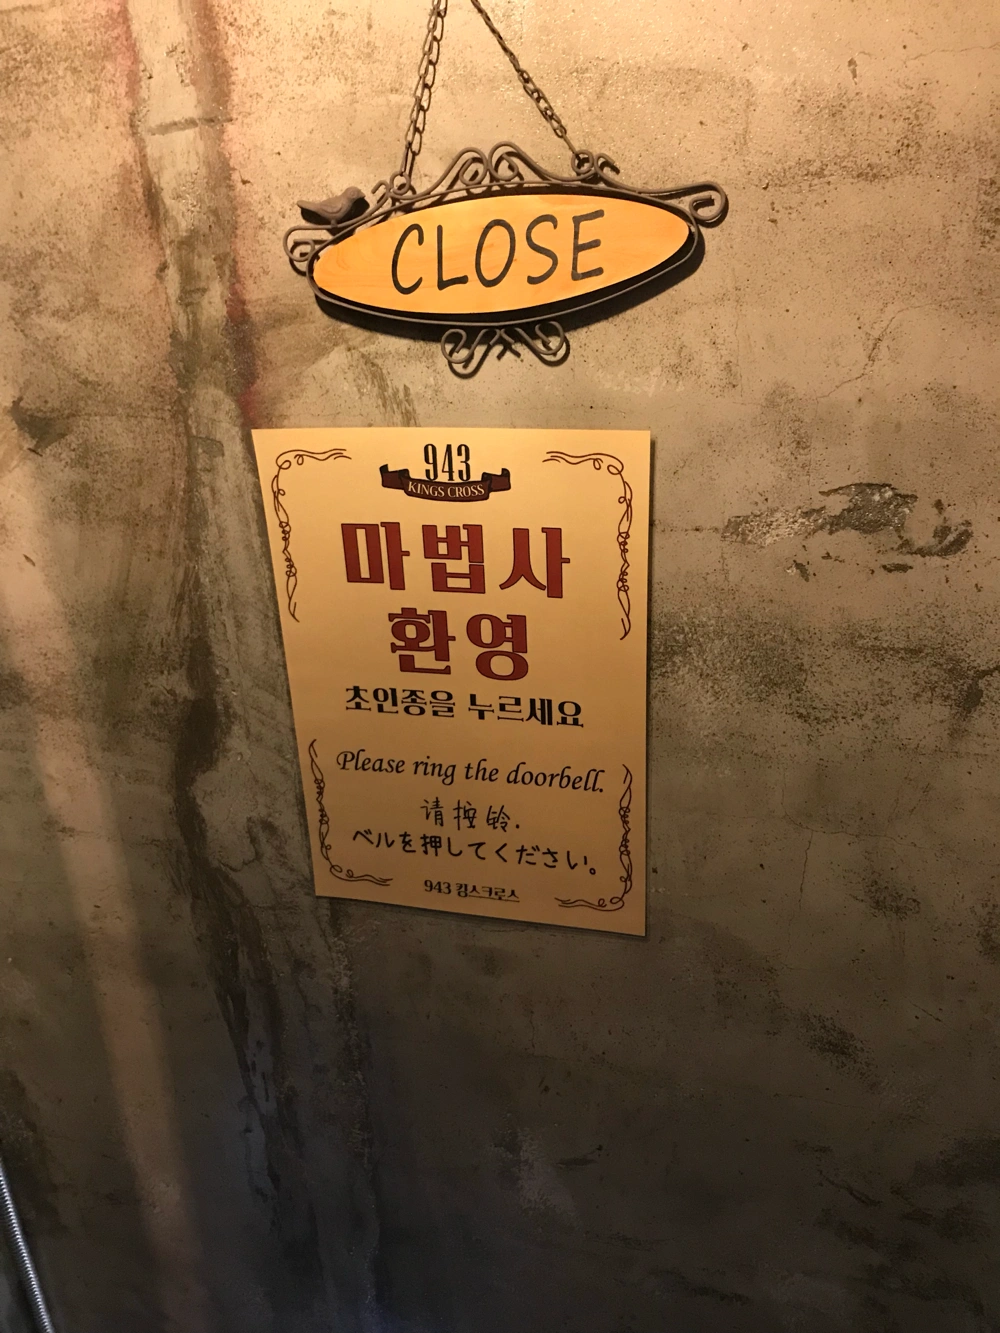 CLOSE
943
KINGS CROSS
마법사
환영
초인종을 누르세요
Please ring the doorbell.
请按铃.
ベルを押してください。
943 킹스크로스